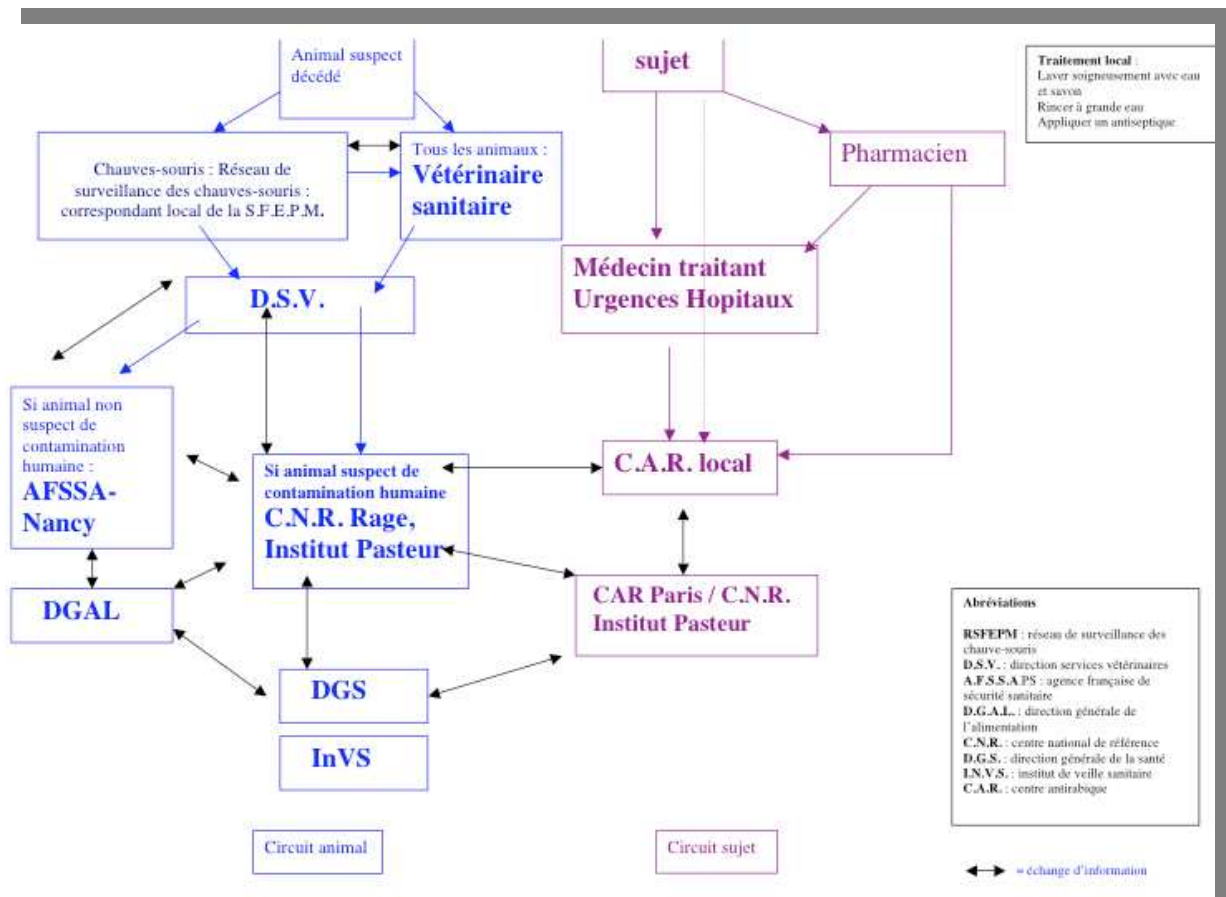 Animal suspect
décédé
sujet
Traitement local :
Laver soigneusement avec eau
et savon
Rincer à grande eau
Appliquer un antiseptique
Chauves-souris : Réseau de
surveillance des chauves-souris :
correspondant local de la S.F.E.P.M.
Tous les animaux :
Vétérinaire
sanitaire
Pharmacien
Médecin traitant
Urgences Hopitaux
D.S.V.
Si animal non
suspect de
contamination
humaine :
AFSSA-
Nancy
Si animal suspect de
contamination humaine
C.N.R. Rage,
Institut Pasteur
C.A.R. local
DGAL
CAR Paris / C.N.R.
Institut Pasteur
DGS
InVS
Abréviations
RSFEPM : réseau de surveillance des
chauve-souris
D.S.V. : direction services vétérinaires
A.F.S.S.A.PS : agence française de
sécurité sanitaire
D.G.A.L. : direction générale de
l'alimentation
C.N.R. : centre national de référence
D.G.S. : direction générale de la santé
I.N.V.S. : institut de veille sanitaire
C.A.R. : centre antirabique
Circuit animal
Circuit sujet
= échange d'information